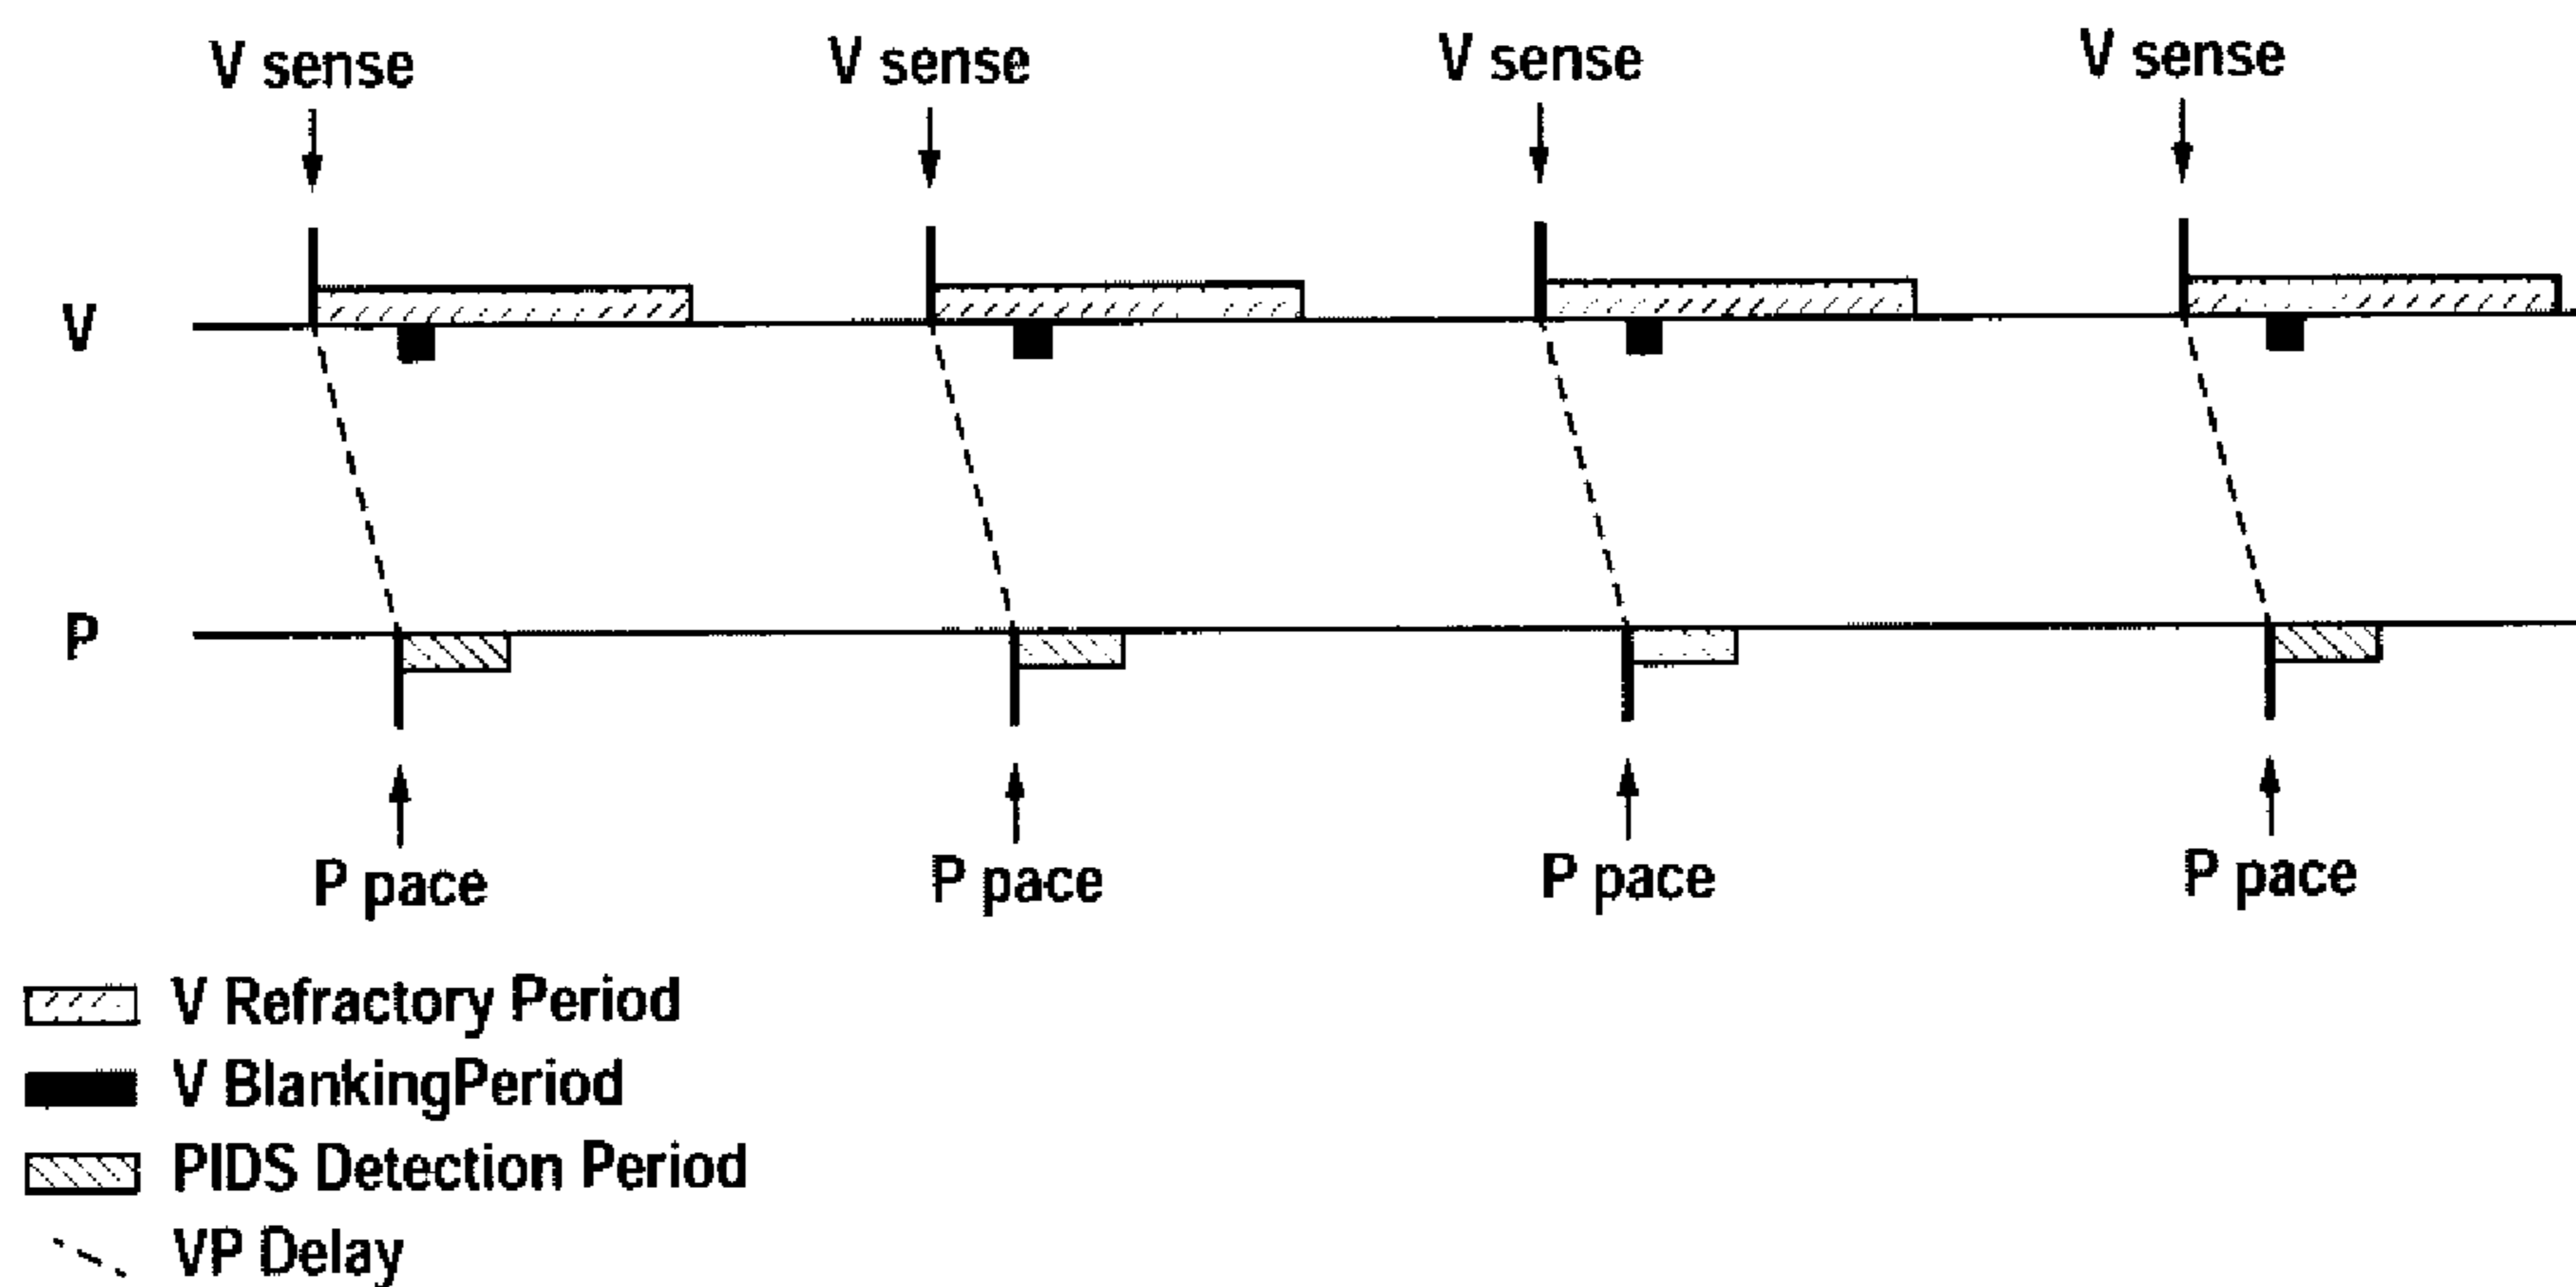 V sense V sense V sense V sense
V
P
P pace P pace P pace P pace
V Refractory Period
V BlankingPeriod
PIDS Detection Period
VP Delay